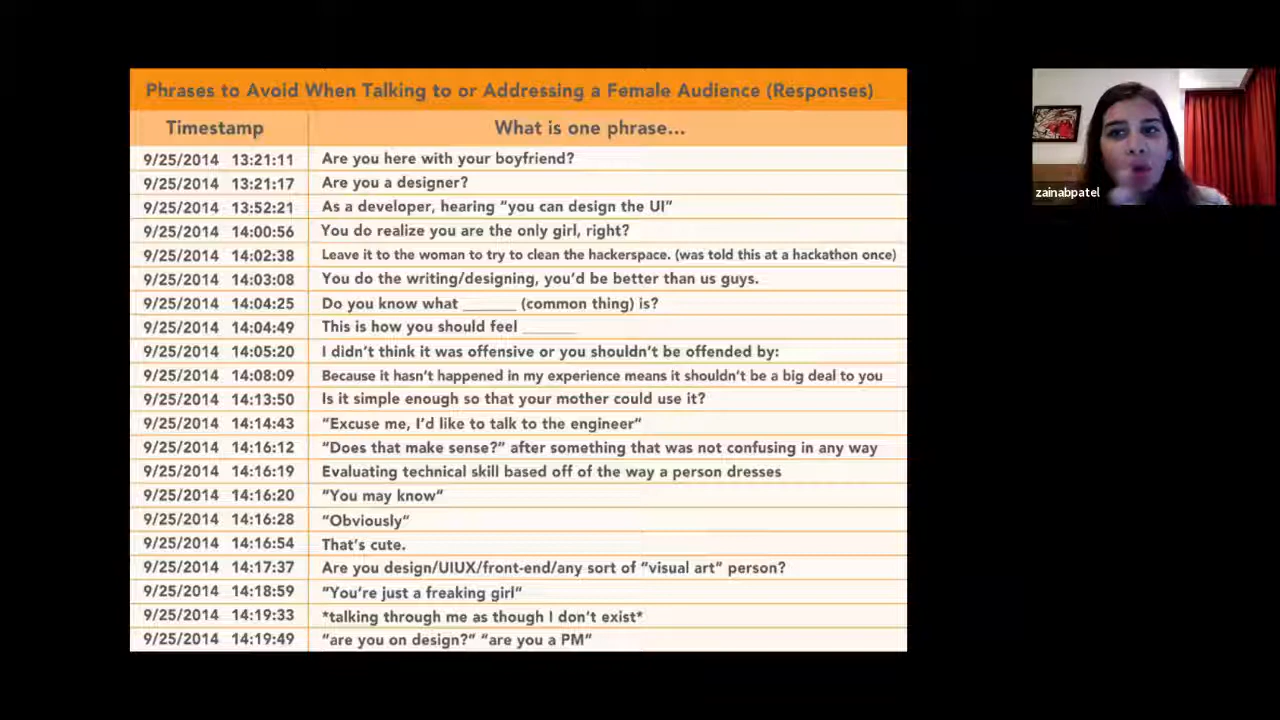 Phrases to Avoid When Talking to or Addressing a Female Audience (Responses)
Timestamp What is one phrase...
9/25/2014 13:21:11 Are you here with your boyfriend?
9/25/2014 13:21:17 Are you a designer?
9/25/2014 13:52:21 As a developer, hearing “you can design the UI”
9/25/2014 14:00:56 You do realize you are the only girl, right?
9/25/2014 14:02:38 Leave it to the woman to try to clean the hackerspace. (was told this at a hackathon once)
9/25/2014 14:03:08 You do the writing/designing, you’d be better than us guys.
9/25/2014 14:04:25 Do you know what ______ (common thing) is?
9/25/2014 14:04:49 This is how you should feel ______
9/25/2014 14:05:20 I didn’t think it was offensive or you shouldn’t be offended by:
9/25/2014 14:08:09 Because it hasn’t happened in my experience means it shouldn’t be a big deal to you
9/25/2014 14:13:50 Is it simple enough so that your mother could use it?
9/25/2014 14:14:43 “Excuse me, I’d like to talk to the engineer”
9/25/2014 14:16:12 “Does that make sense?” after something that was not confusing in any way
9/25/2014 14:16:19 Evaluating technical skill based off of the way a person dresses
9/25/2014 14:16:20 “You may know”
9/25/2014 14:16:28 “Obviously”
9/25/2014 14:16:54 That’s cute.
9/25/2014 14:17:37 Are you design/UIUX/front-end/any sort of “visual art” person?
9/25/2014 14:18:59 “You’re just a freaking girl”
9/25/2014 14:19:33 *talking through me as though I don’t exist*
9/25/2014 14:19:49 “are you on design?” “are you a PM”
zainabpatel